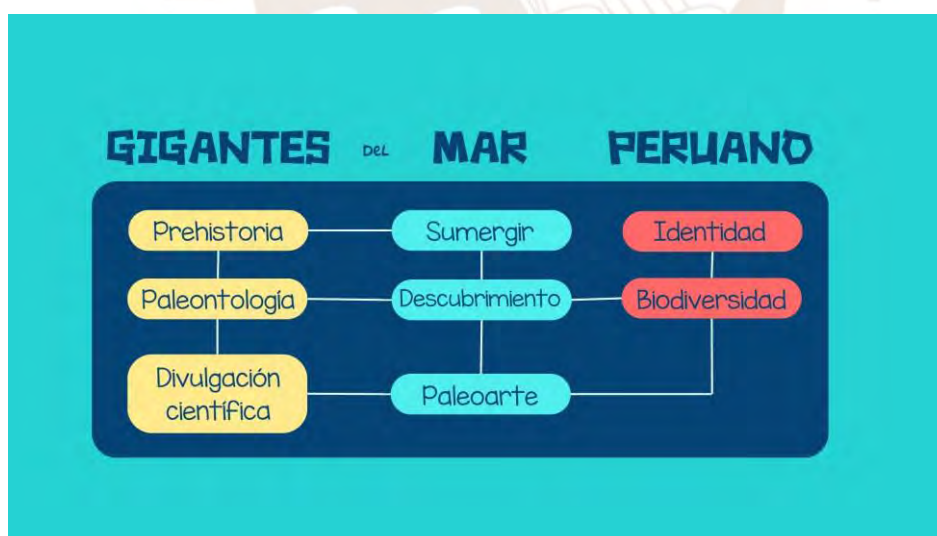 GIGANTES DEL MAR PERUANO
Prehistoria
Sumergir
Identidad
Paleontología
Descubrimiento
Biodiversidad
Divulgación
científica
Paleoarte